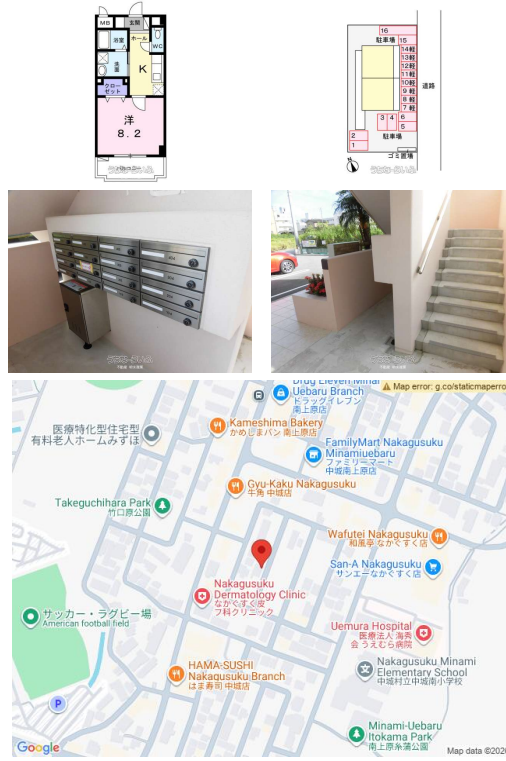 MB
玄関
浴室
ホール
WC
洗面
K
クローゼット
洋
8.2
16
駐車場
15
14軽
13軽
12軽
11軽
10軽
9 軽
8 軽
7 軽
道路
3
4
6
5
2
1
駐車場
ゴミ置場
Map error: g.co/staticmaperro
Drug Eleven Minami
Uebaru Branch
ドラッグイレブン
南上原店
Kameshima Bakery
かめしまパン 南上原店
医療特化型住宅型
有料老人ホームみずほ
FamilyMart Nakagusuku
Minamiuebaru
ファミリーマート
中城南上原店
Gyu-Kaku Nakagusuku
牛角 中城店
Takeguchihara Park
竹口原公園
Wafutei Nakagusuku
和風亭 なかぐすく店
San-A Nakagusuku
サンエーなかぐすく店
Nakagusuku
Dermatology Clinic
なかぐすく皮
フ科クリニック
サッカー・ラグビー場
American football field
Uemura Hospital
医療法人 海秀
会 うえむら病院
HAMA-SUSHI
Nakagusuku Branch
はま寿司 中城店
Nakagusuku Minami
Elementary School
中城村立中城南小学校
P
Minami-Uebaru
Itokama Park
南上原糸蒲公園
Google
Map data ©2026